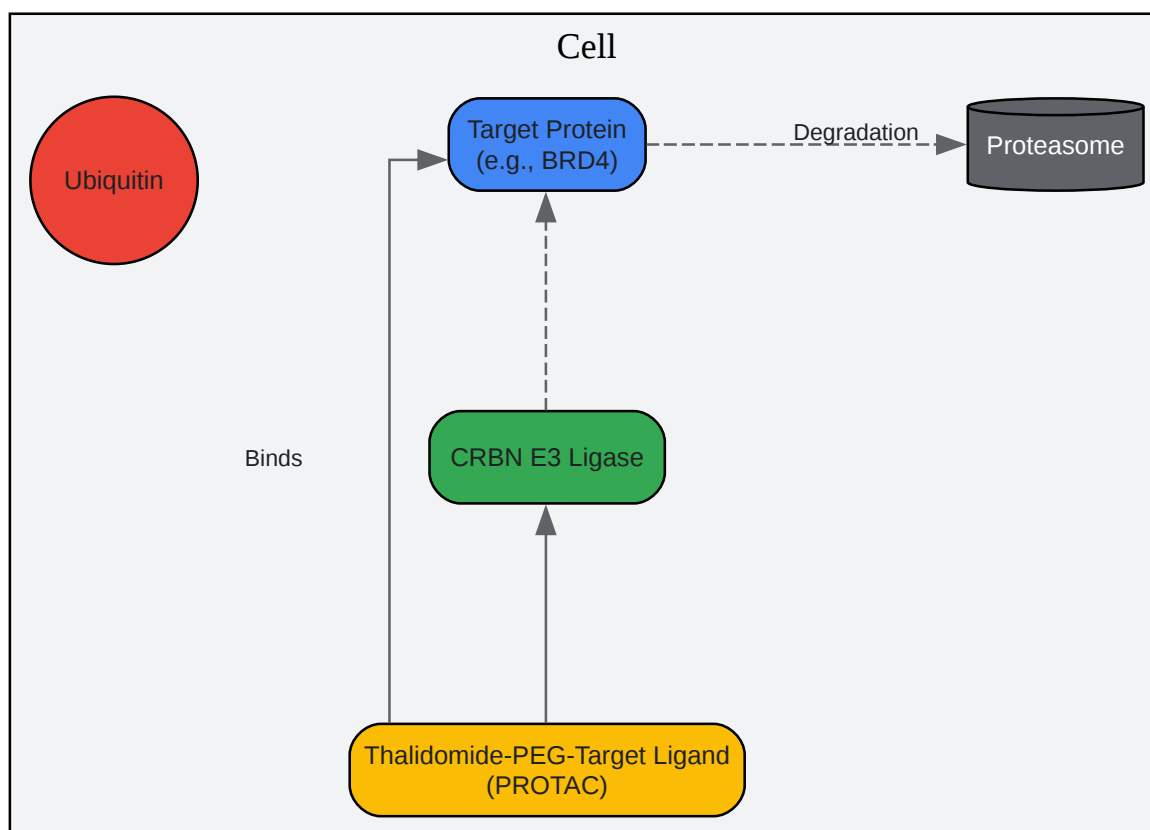 Cell
Ubiquitin
Target Protein
(e.g., BRD4)
Degradation
Proteasome
Binds
CRBN E3 Ligase
Thalidomide-PEG-Target Ligand
(PROTAC)